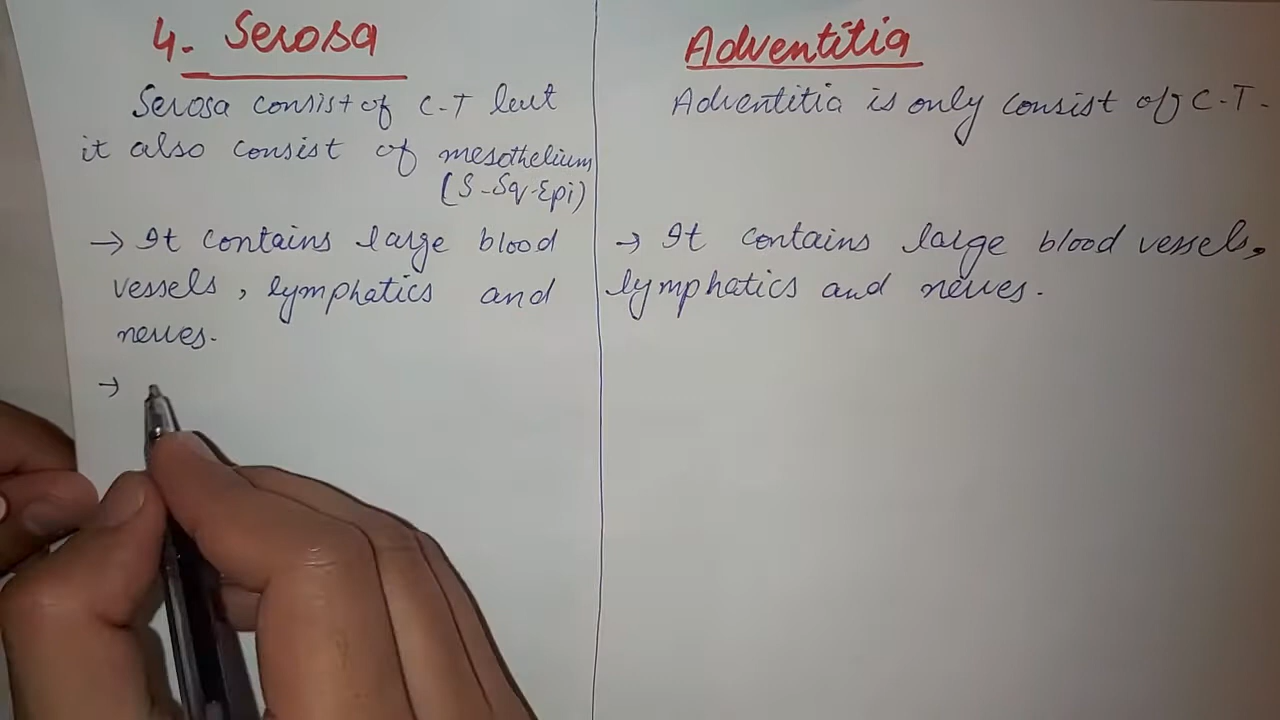 4. Serosa
Serosa consist of C-T but
it also consist of mesothelium
(S-Sq-Epi)
→ It contains large blood
vessels, lymphatics and
nerves.
→
Adventitia
Adventitia is only consist of C-T-
→ It contains large blood vessels,
lymphatics and nerves.